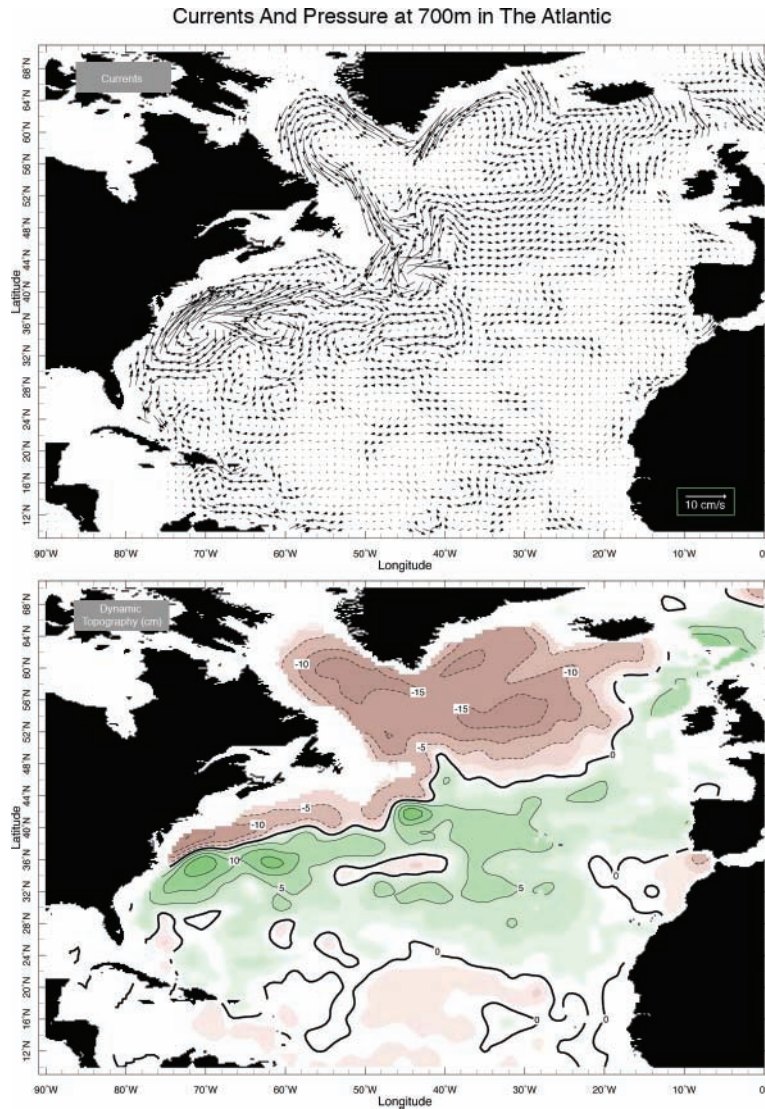 Currents And Pressure at 700m in The Atlantic
Currents
68˚N
64˚N
60˚N
56˚N
52˚N
48˚N
44˚N
40˚N
36˚N
32˚N
28˚N
24˚N
20˚N
16˚N
12˚N
Latitude
10 cm/s
90˚W 80˚W 70˚W 60˚W 50˚W 40˚W 30˚W 20˚W 10˚W 0˚
Longitude
Dynamic
Topography (cm)
68˚N
64˚N
60˚N
56˚N
52˚N
48˚N
44˚N
40˚N
36˚N
32˚N
28˚N
24˚N
20˚N
16˚N
12˚N
Latitude
-10
-10
-15
-15
-5
0
-5
-10
10
5
5
0
0
0
0
90˚W 80˚W 70˚W 60˚W 50˚W 40˚W 30˚W 20˚W 10˚W 0˚
Longitude